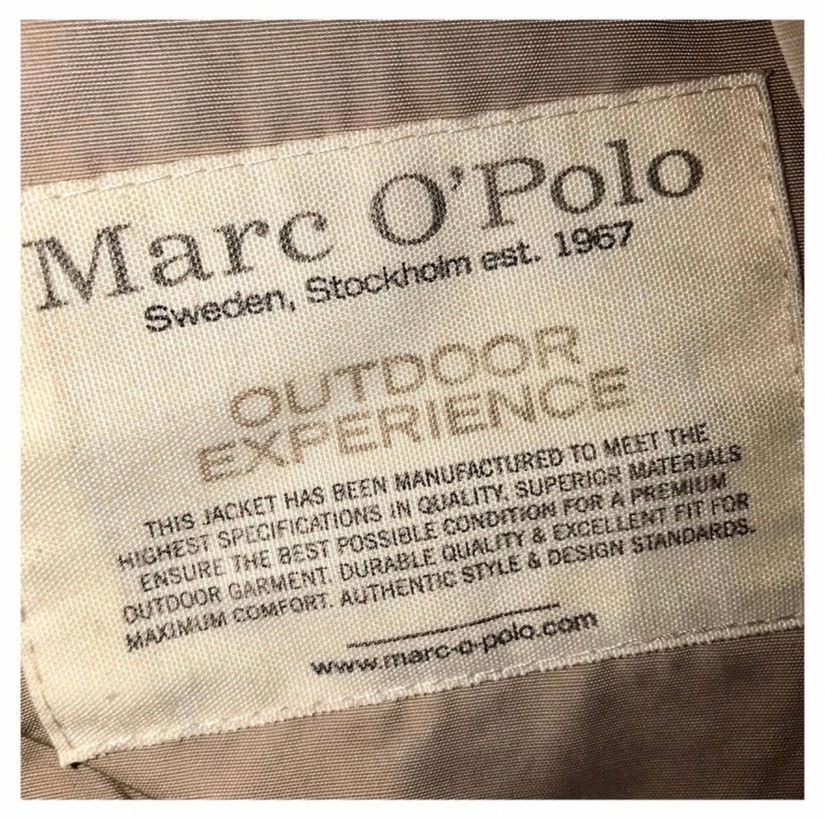 Marc O'Polo
Sweden, Stockholm est. 1967
OUTDOOR
EXPERIENCE
THIS JACKET HAS BEEN MANUFACTURED TO MEET THE
HIGHEST SPECIFICATIONS IN QUALITY. SUPERIOR MATERIALS
ENSURE THE BEST POSSIBLE CONDITION FOR A PREMIUM
OUTDOOR GARMENT. DURABLE QUALITY & EXCELLENT FIT FOR
MAXIMUM COMFORT. AUTHENTIC STYLE & DESIGN STANDARDS.
www.marc-o-polo.com